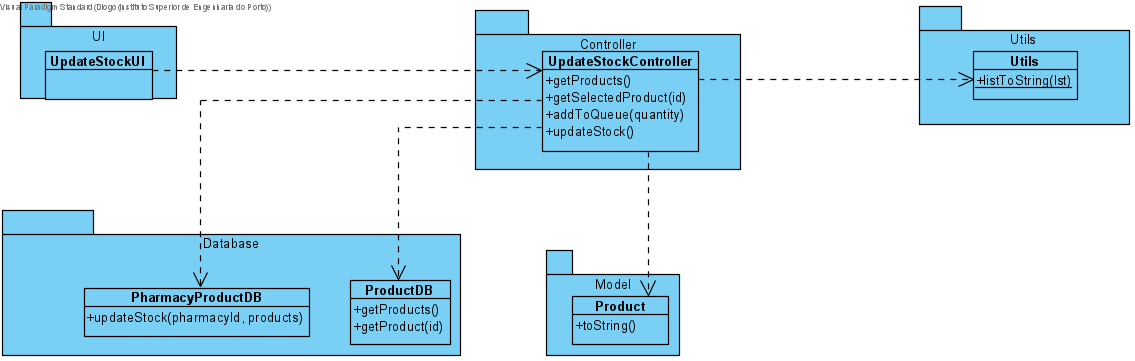 Visual Paradigm Standard (Diogo (Instituto Superior de Engenharia do Porto))
UI
UpdateStockUI
Controller
UpdateStockController
+getProducts()
+getSelectedProduct(id)
+addToQueue(quantity)
+updateStock()
Utils
Utils
+listToString(lst)
Database
PharmacyProductDB
+updateStock(pharmacyId, products)
ProductDB
+getProducts()
+getProduct(id)
Model
Product
+toString()